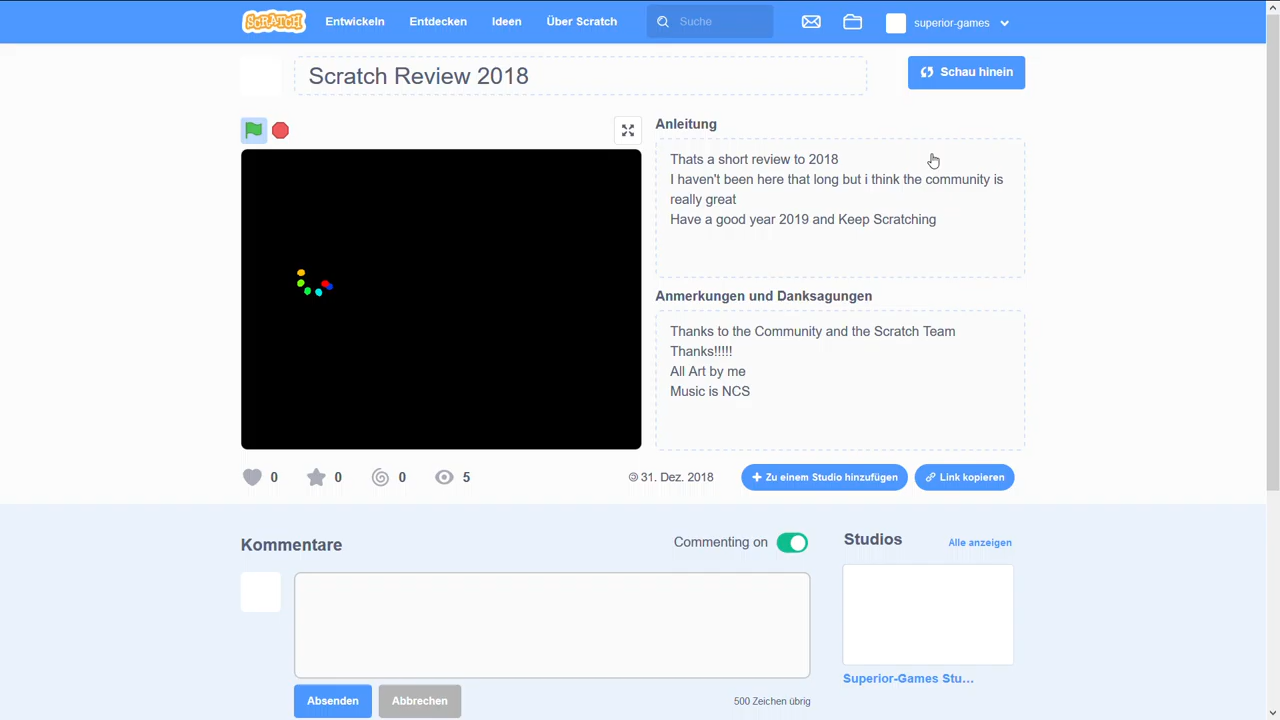 SCRATCH Entwickeln Entdecken Ideen Über Scratch Suche superior-games
Scratch Review 2018
Schau hinein
Anleitung
Thats a short review to 2018
I haven't been here that long but i think the community is
really great
Have a good year 2019 and Keep Scratching
Anmerkungen und Danksagungen
Thanks to the Community and the Scratch Team
Thanks!!!!!
All Art by me
Music is NCS
0 0 0 5
© 31. Dez. 2018
Zu einem Studio hinzufügen
Link kopieren
Kommentare
Commenting on
Studios
Alle anzeigen
Absenden
Abbrechen
500 Zeichen übrig
Superior-Games Stu...